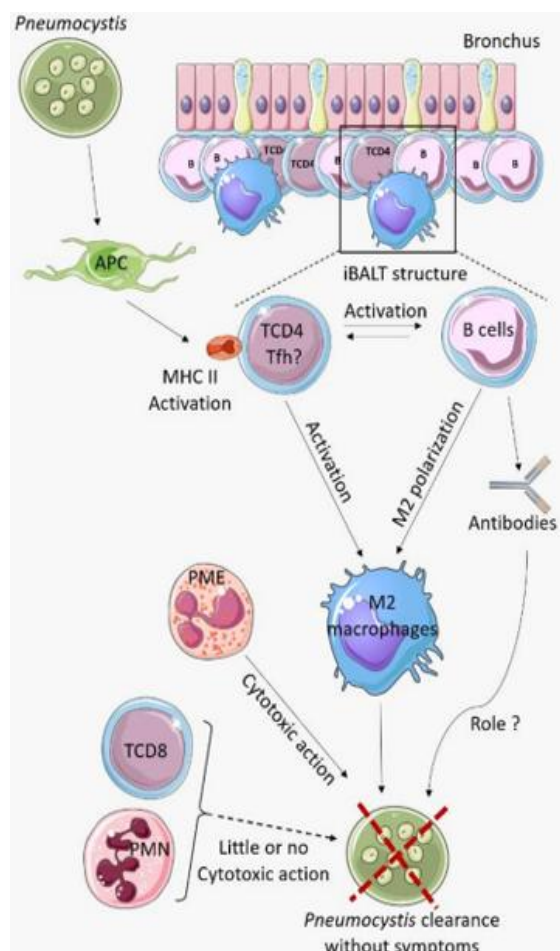 Pneumocystis
Bronchus
B
B
TCD4
TCD4
B
TCD4
B
B
B
APC
iBALT structure
Activation
TCD4
Tfh?
B cells
MHC II
Activation
Activation
M2 polarization
Antibodies
PME
M2
macrophages
Cytotoxic action
Role ?
TCD8
PMN
Little or no
Cytotoxic action
Pneumocystis clearance
without symptoms